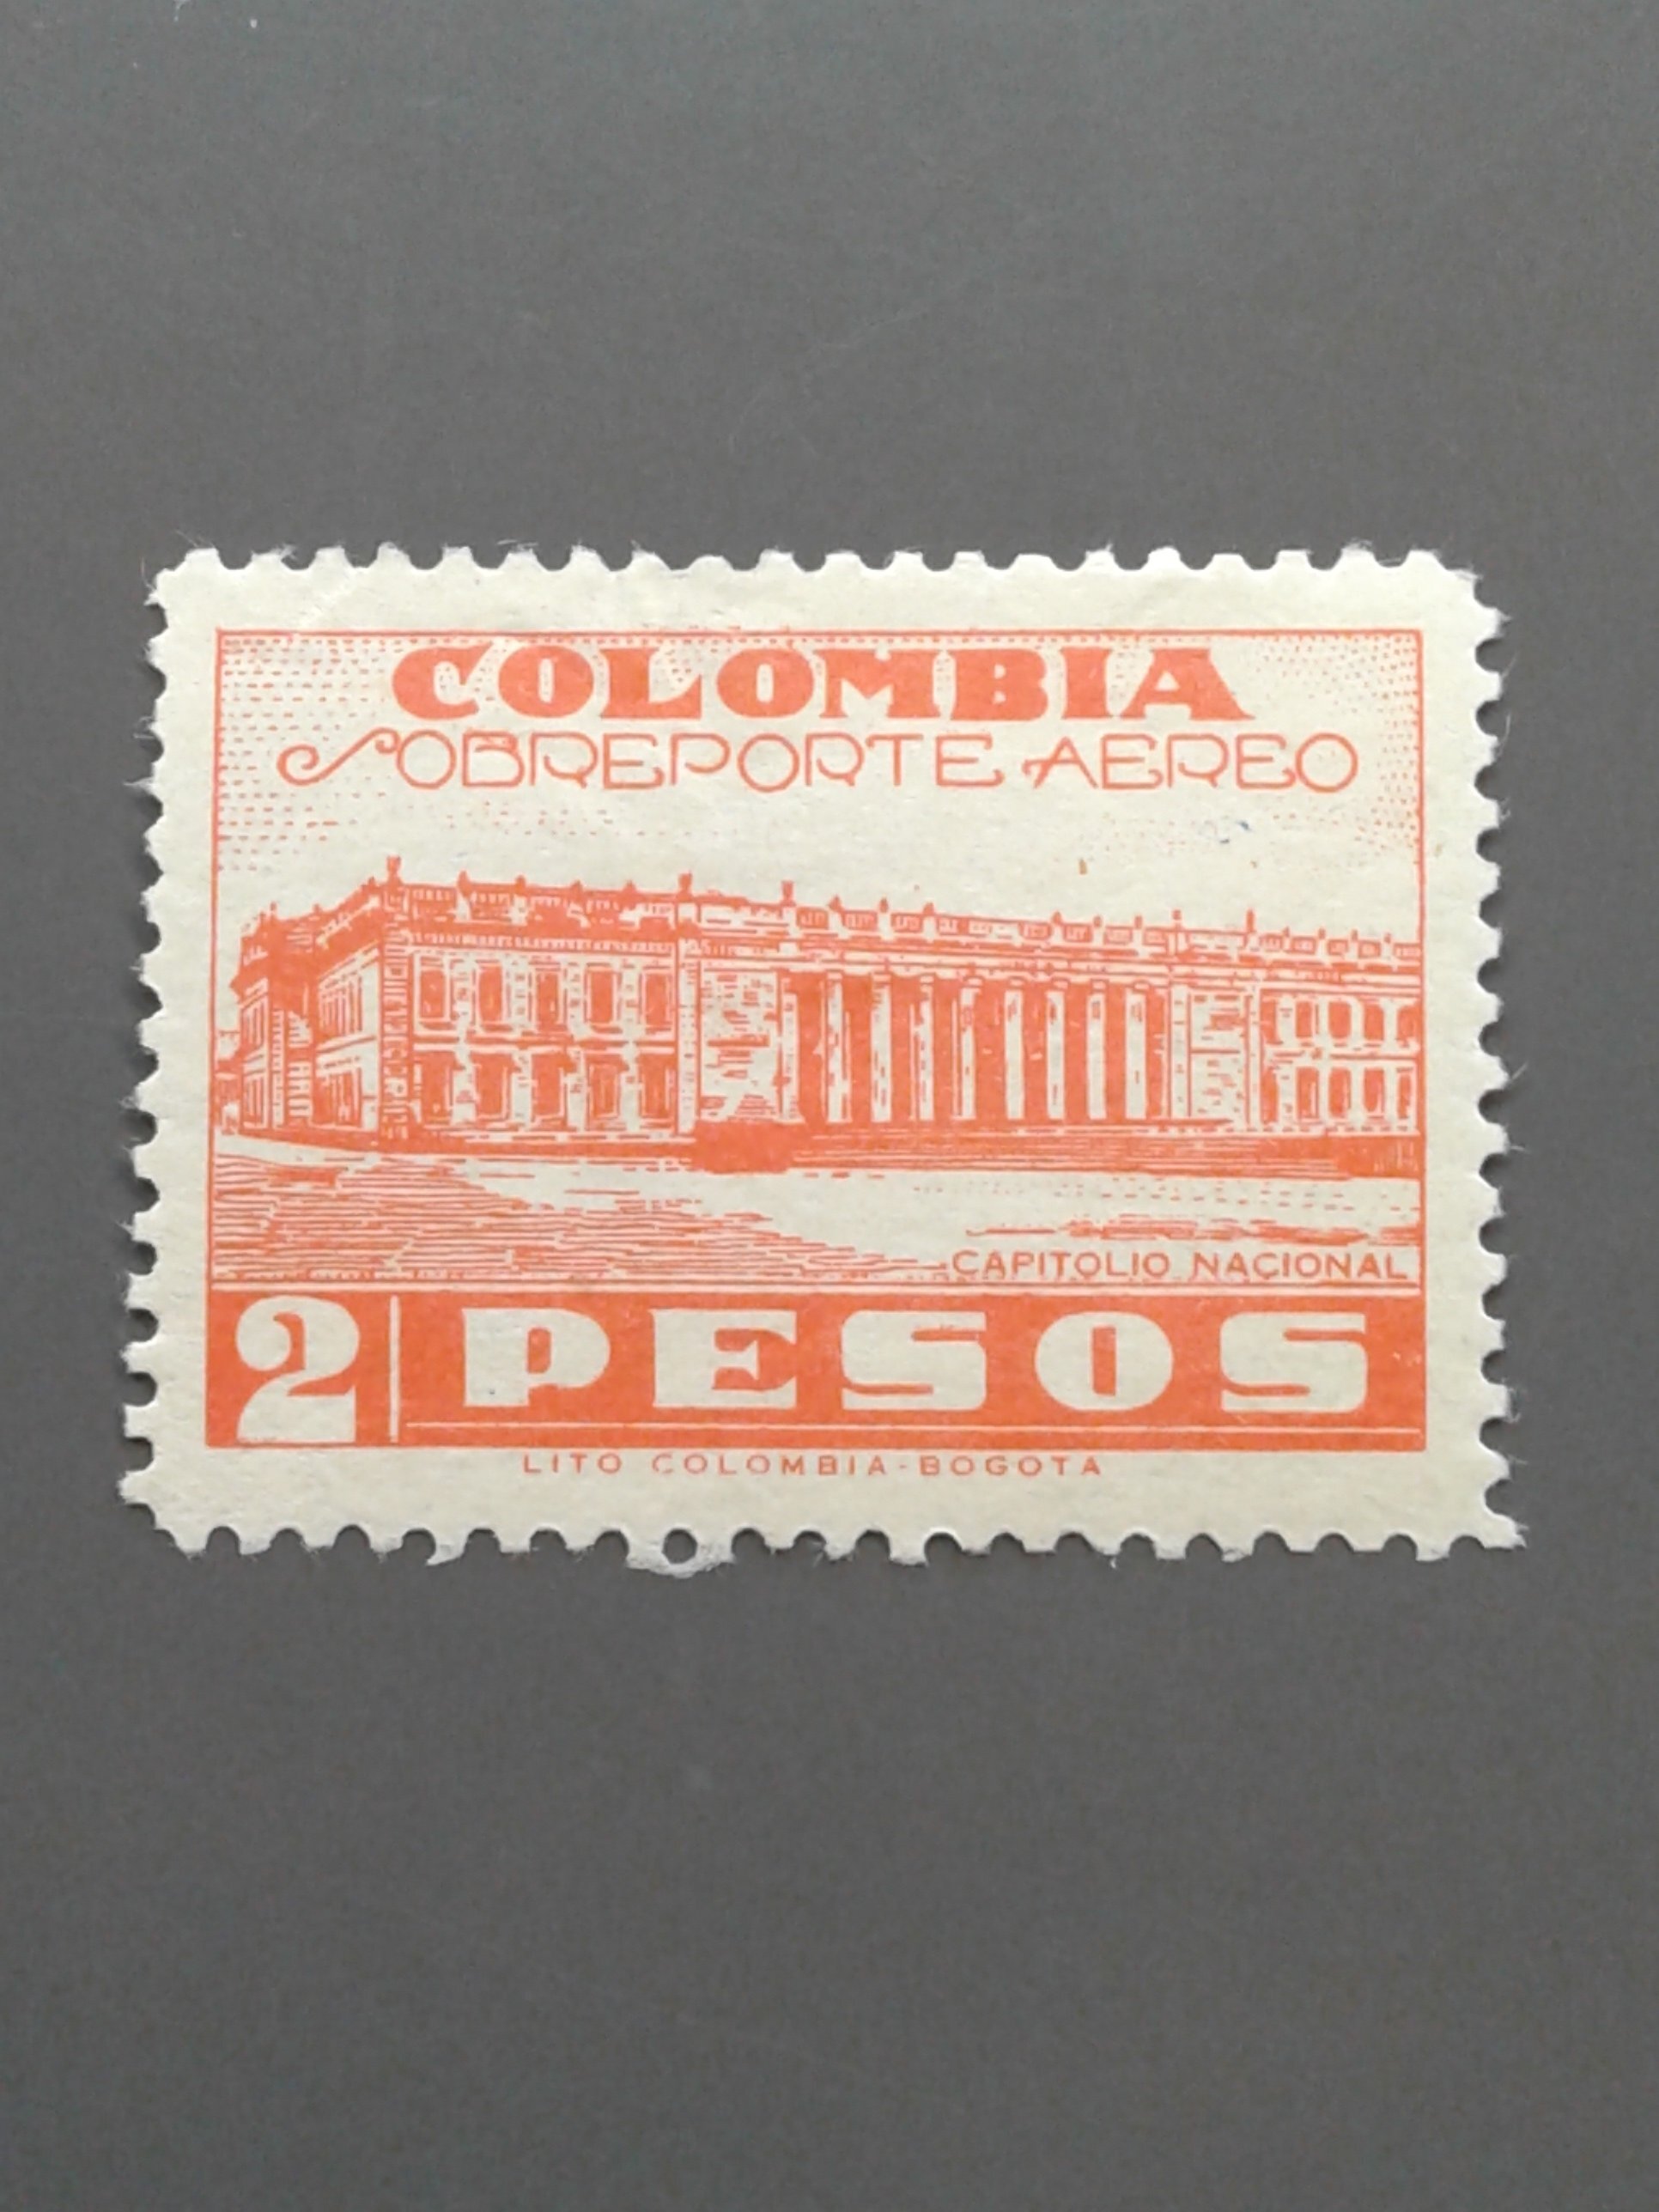 COLOMBIA
SOBREPORTE AEREO
CAPITOLIO NACIONAL
2 PESOS
LITO COLOMBIA-BOGOTA